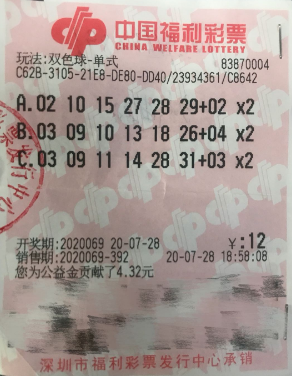 中国福利彩票
CHINA WELFARE LOTTERY
玩法:双色球-单式 83870004
C62B-3105-21E8-DE80-DD40/23934361/C8642
A.02 10 15 27 28 29+02 x2
B.03 09 10 13 18 26+04 x2
C.03 09 11 14 28 31+03 x2
开奖期:2020069 20-07-28 ¥:12
销售期:2020069-392 20-07-28 18:58:08
您为公益金贡献了4.32元
深圳市福利彩票发行中心承销